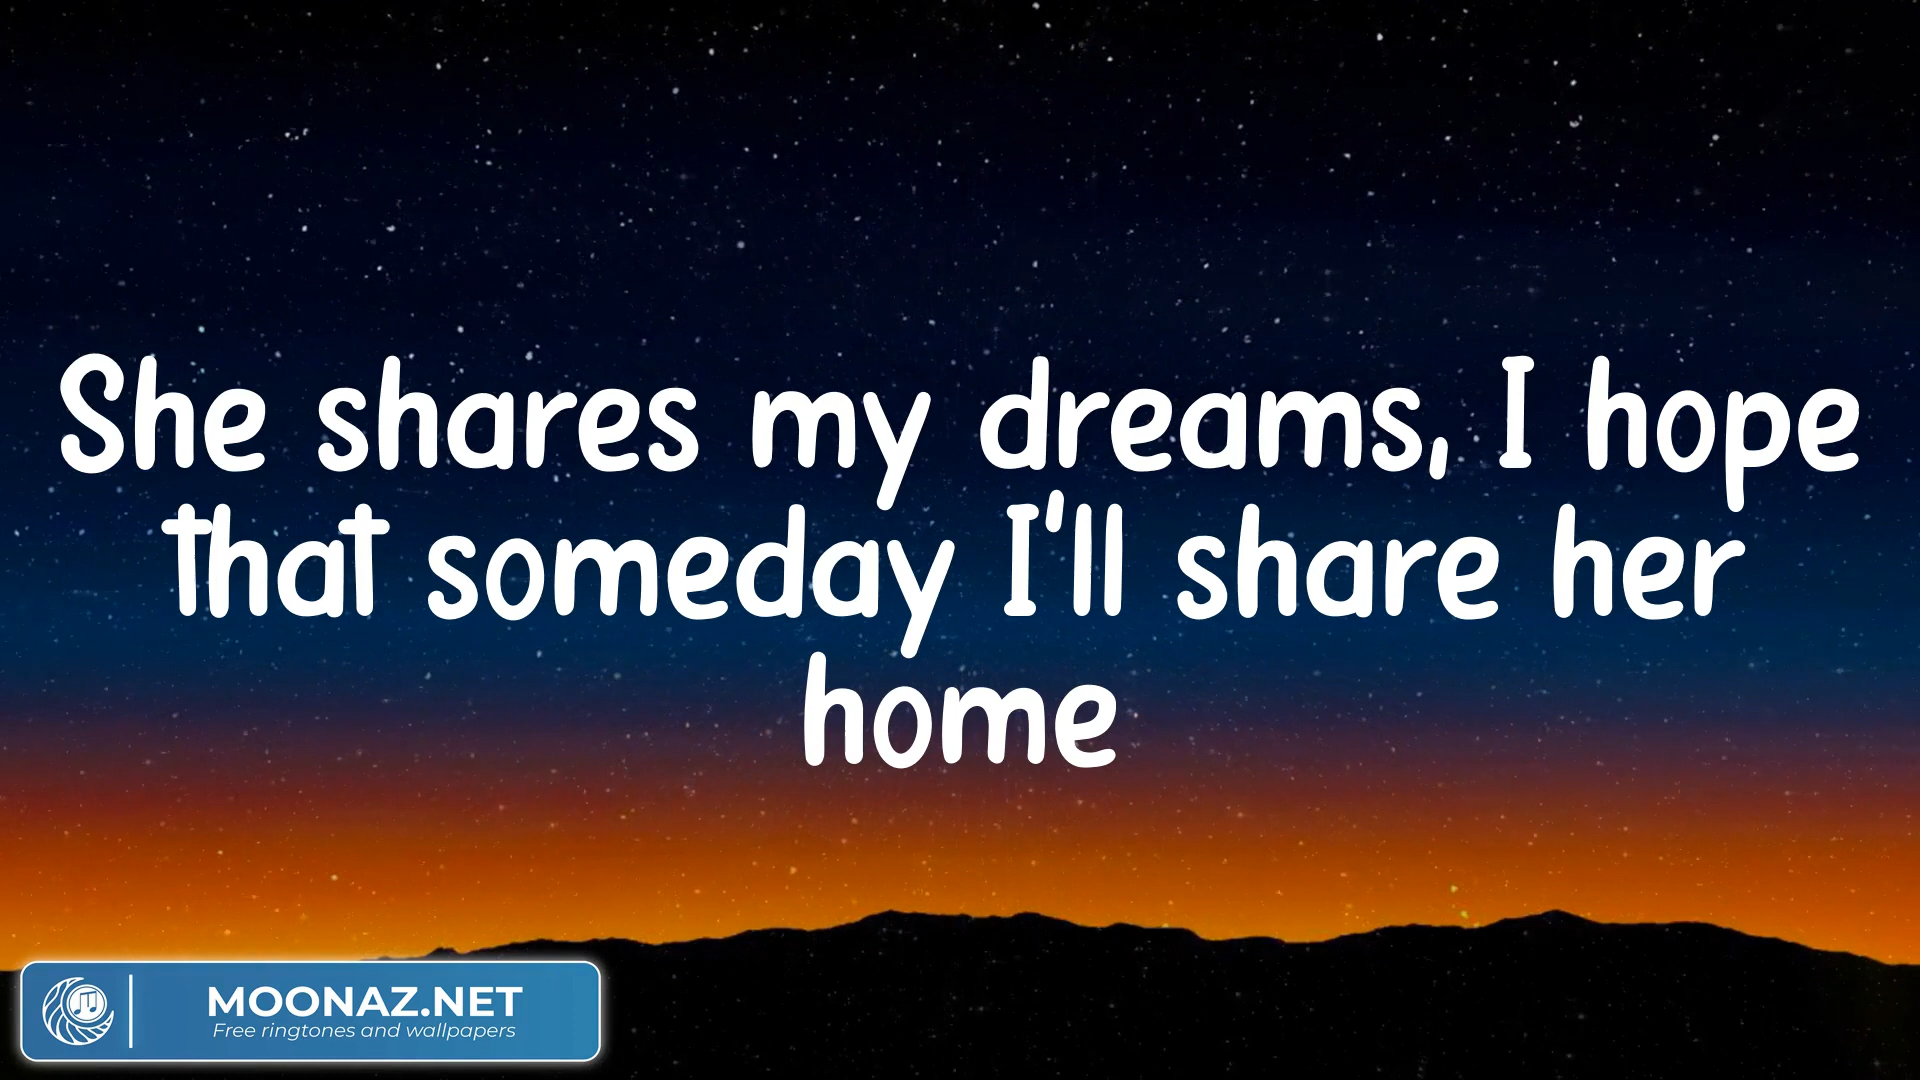 She shares my dreams, I hope
that someday I'll share her
home
MOONAZ.NET
Free ringtones and wallpapers